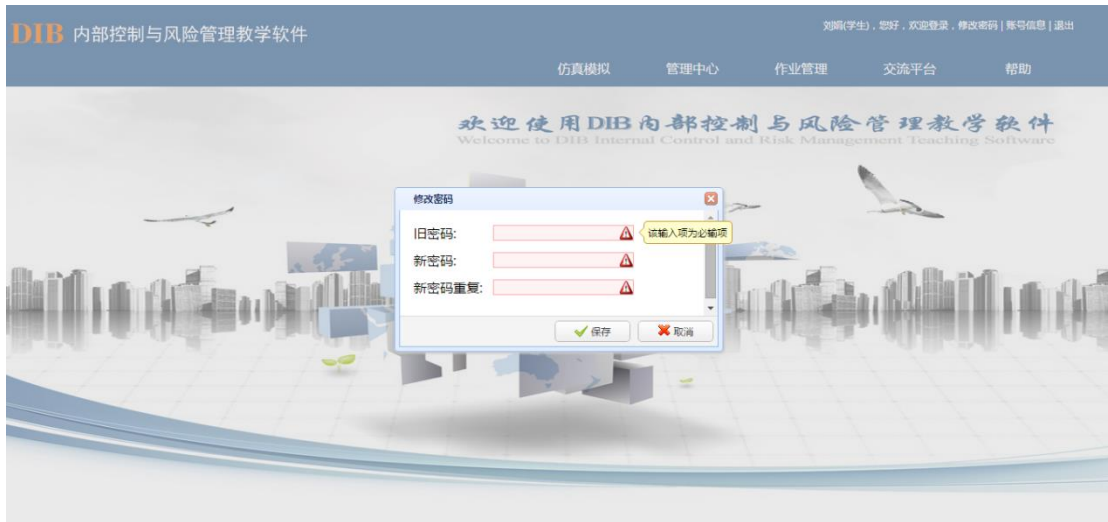 DIB 内部控制与风险管理教学软件
刘娟(学生)，您好，欢迎登录，修改密码 | 账号信息 | 退出
仿真模拟 管理中心 作业管理 交流平台 帮助
欢迎使用DIB内部控制与风险管理教学软件
Welcome to DIB Internal Control and Risk Management Teaching Software
修改密码
旧密码: 该输入项为必输项
新密码:
新密码重复:
保存 取消